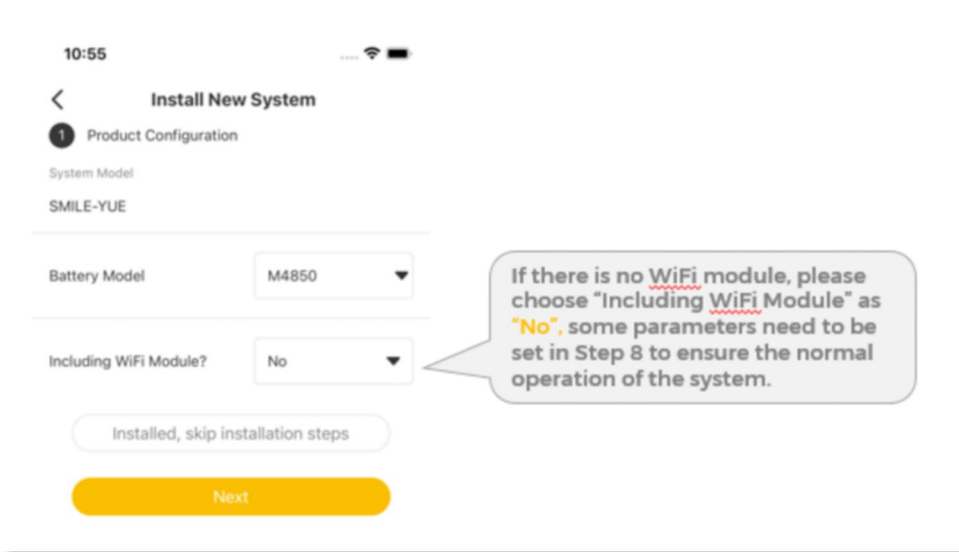 10:55
Install New System
1 Product Configuration
System Model
SMILE-YUE
Battery Model M4850
Including WiFi Module? No
If there is no WiFi module, please
choose “Including WiFi Module” as
“No”, some parameters need to be
set in Step 8 to ensure the normal
operation of the system.
Installed, skip installation steps
Next